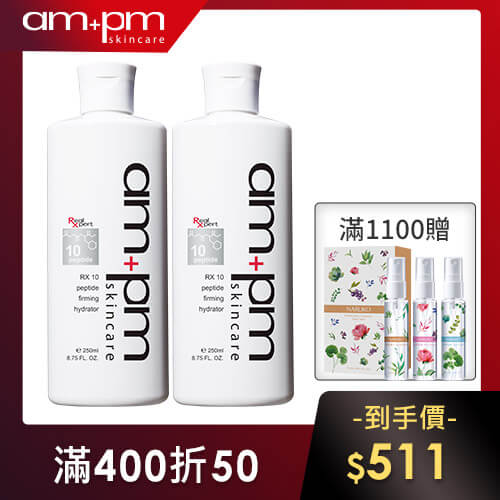 am+pm
skincare
Real
Xpert
10
peptide
RX 10
peptide
firming
hydrator
℮250ml
8.75 FL. OZ.
am+pm
skincare
Real
Xpert
10
peptide
RX 10
peptide
firming
hydrator
℮250ml
8.75 FL. OZ.
am+pm
skincare
滿1100贈
NARUKO
滿400折50
-到手價-
$511